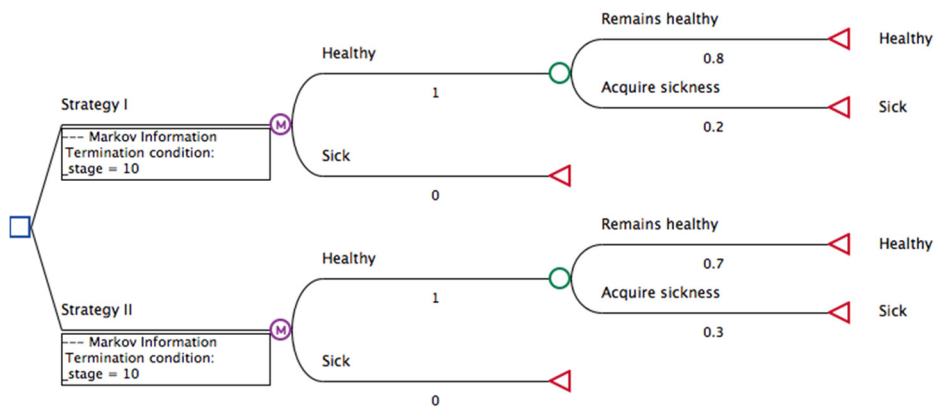 Remains healthy
Healthy
0.8
Healthy
1
Acquire sickness
Sick
0.2
Strategy I
M
--- Markov Information
Termination condition:
_stage = 10
Sick
0
Remains healthy
Healthy
0.7
Healthy
1
Acquire sickness
Sick
0.3
Strategy II
M
--- Markov Information
Termination condition:
_stage = 10
Sick
0